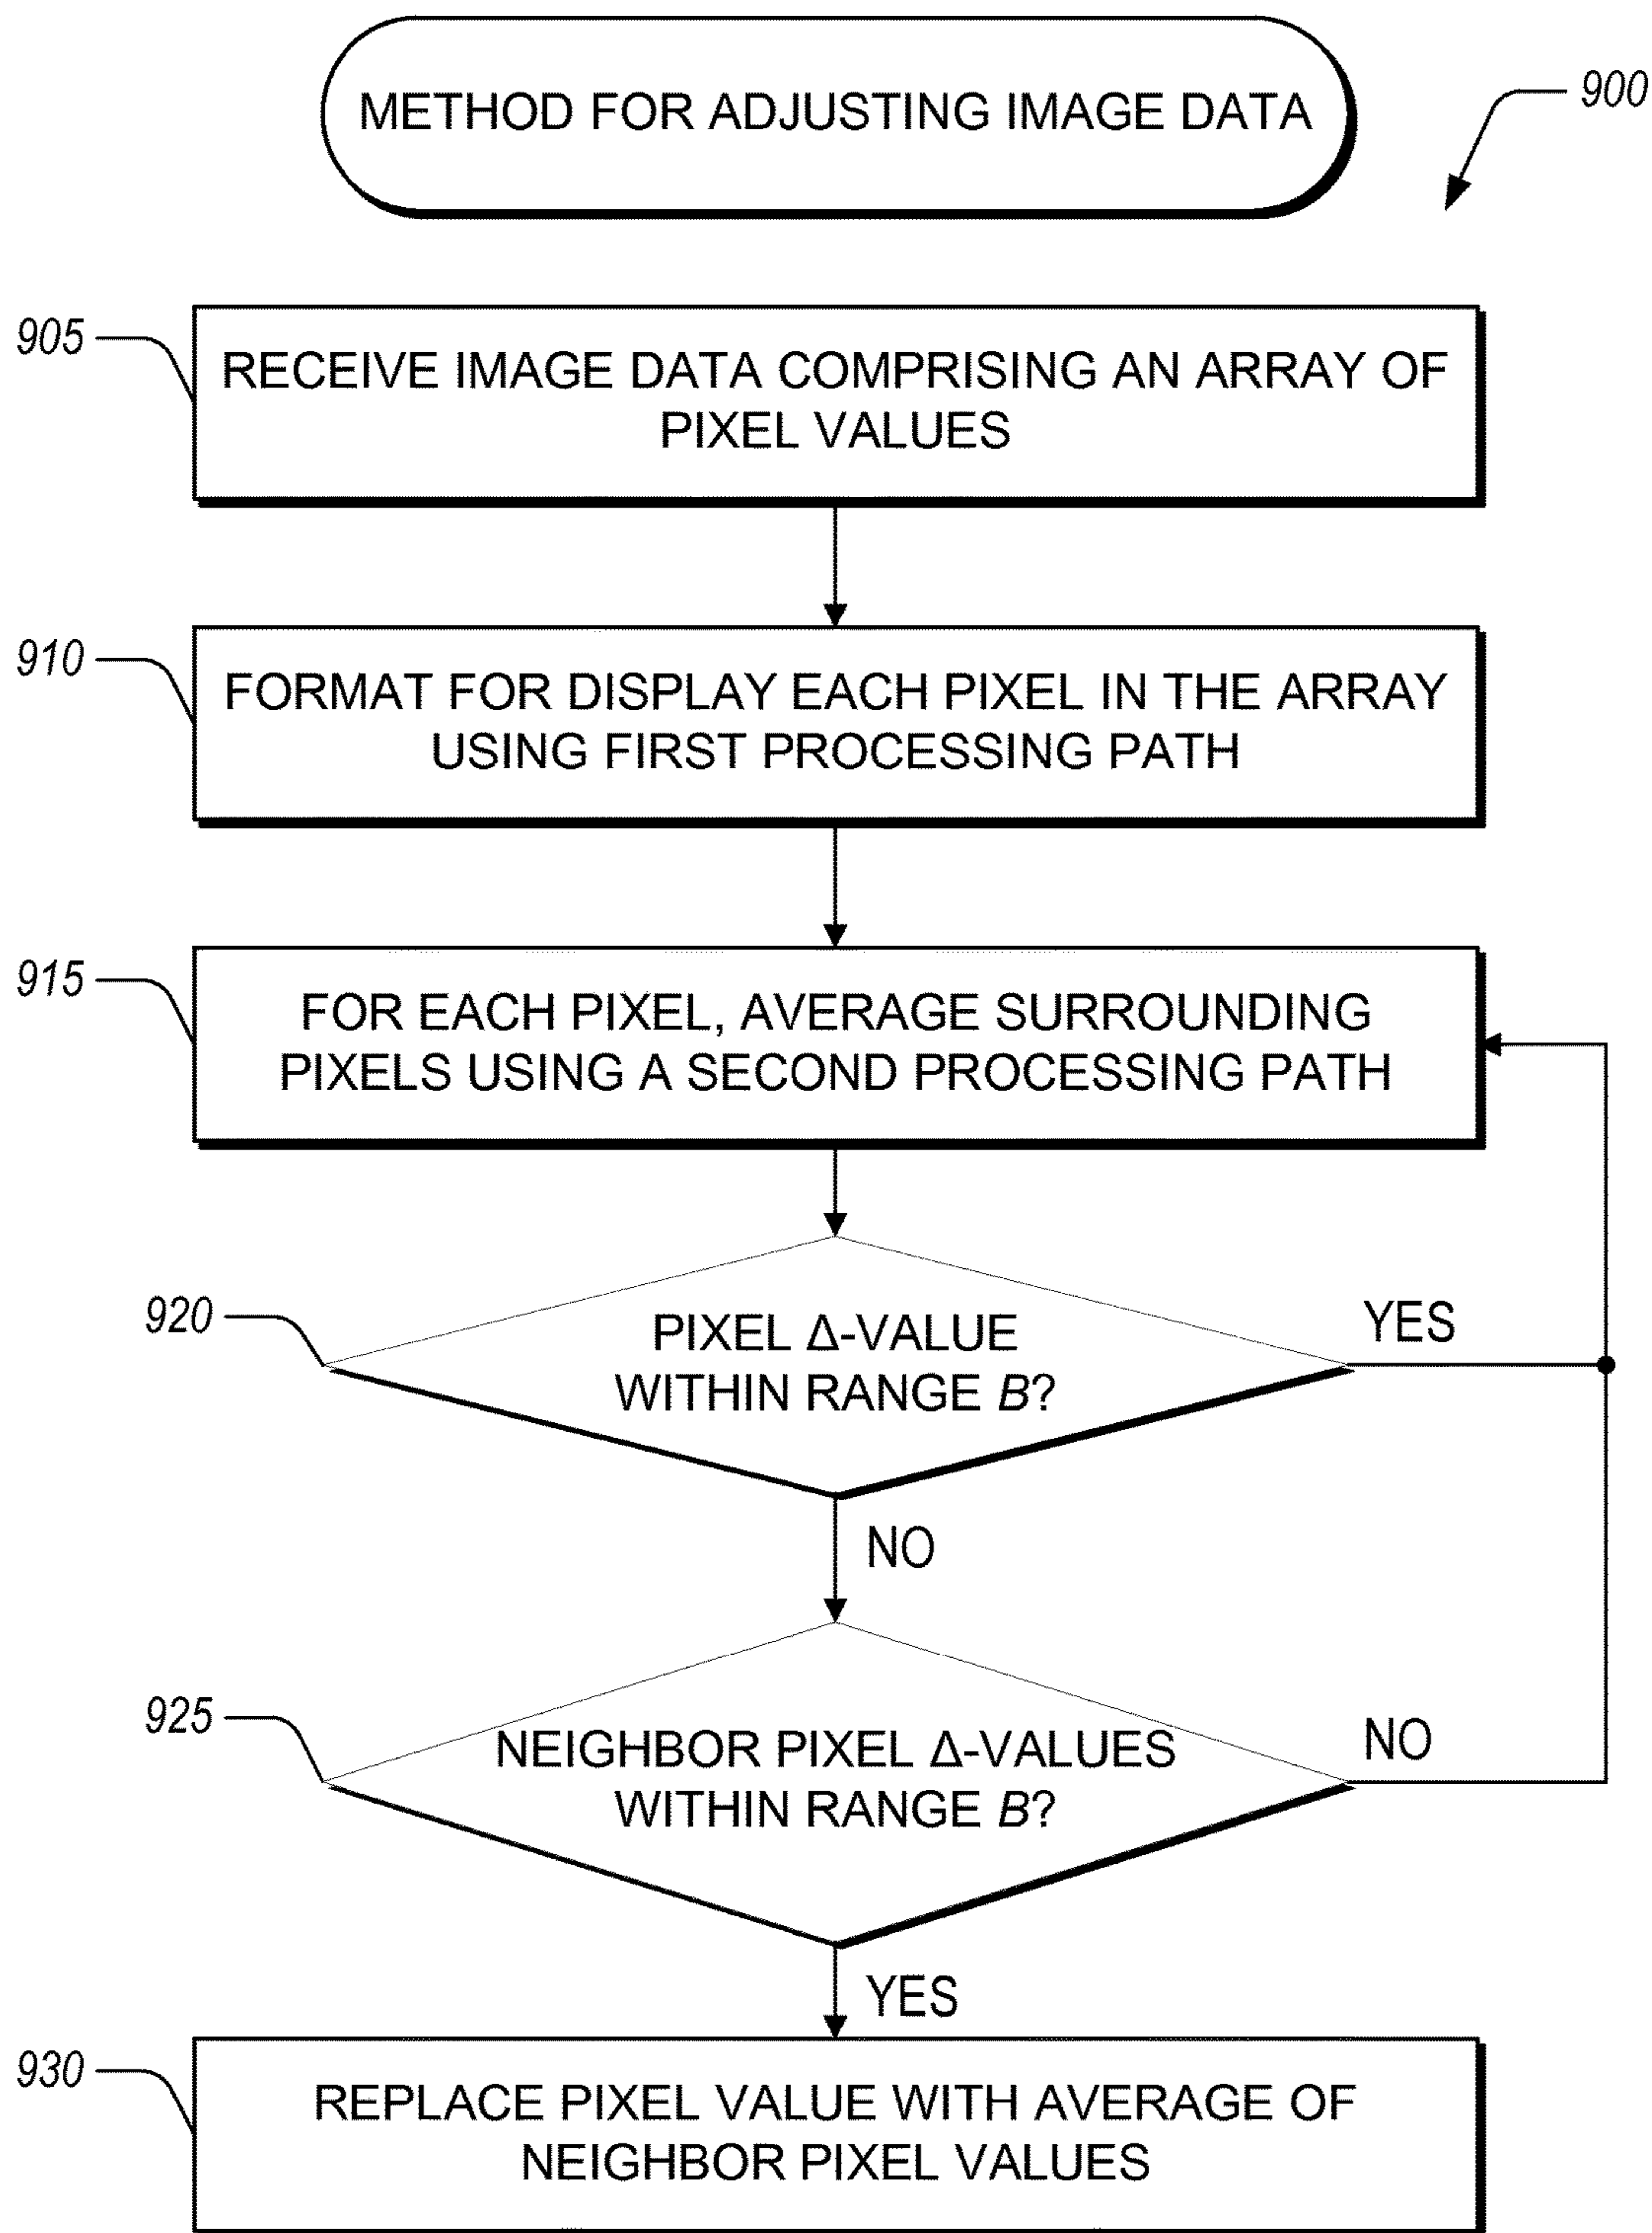 METHOD FOR ADJUSTING IMAGE DATA
900
905
RECEIVE IMAGE DATA COMPRISING AN ARRAY OF
PIXEL VALUES
910
FORMAT FOR DISPLAY EACH PIXEL IN THE ARRAY
USING FIRST PROCESSING PATH
915
FOR EACH PIXEL, AVERAGE SURROUNDING
PIXELS USING A SECOND PROCESSING PATH
920
PIXEL Δ-VALUE
WITHIN RANGE B?
YES
NO
925
NEIGHBOR PIXEL Δ-VALUES
WITHIN RANGE B?
NO
YES
930
REPLACE PIXEL VALUE WITH AVERAGE OF
NEIGHBOR PIXEL VALUES